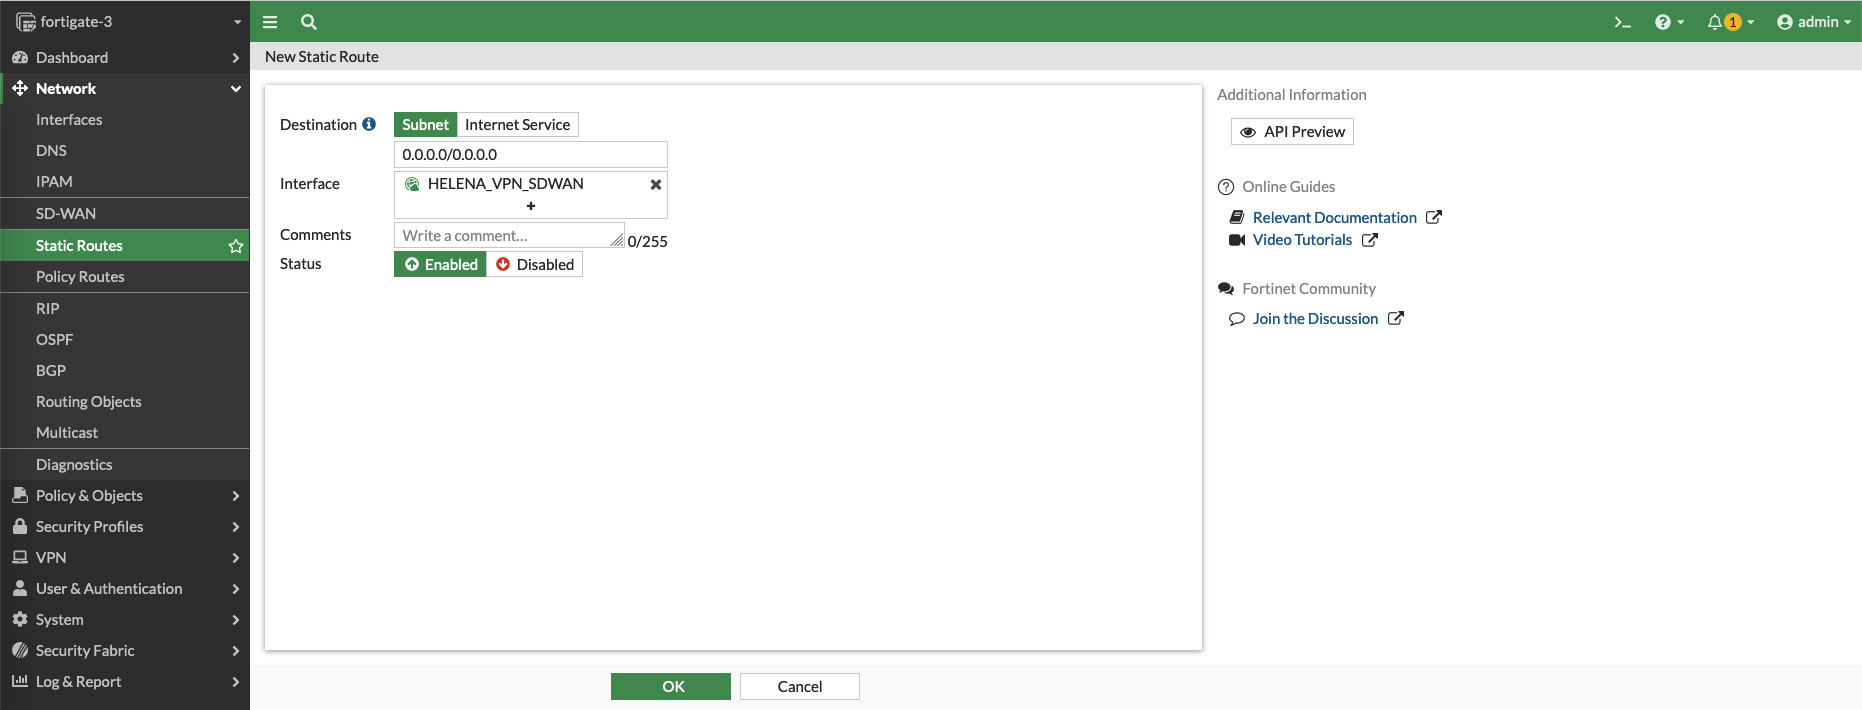 fortigate-3
1
admin
Dashboard
Network
Interfaces
DNS
IPAM
SD-WAN
Static Routes
Policy Routes
RIP
OSPF
BGP
Routing Objects
Multicast
Diagnostics
Policy & Objects
Security Profiles
VPN
User & Authentication
System
Security Fabric
Log & Report
New Static Route
Destination
Subnet Internet Service
0.0.0.0/0.0.0.0
Interface HELENA_VPN_SDWAN
+
Comments Write a comment... 0/255
Status Enabled Disabled
OK Cancel
Additional Information
API Preview
Online Guides
Relevant Documentation
Video Tutorials
Fortinet Community
Join the Discussion